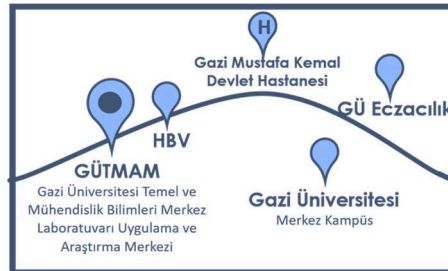 H
Gazi Mustafa Kemal
Devlet Hastanesi
GÜ Eczacılık
HBV
GÜTMAM
Gazi Üniversitesi Temel ve
Mühendislik Bilimleri Merkez
Laboratuvarı Uygulama ve
Araştırma Merkezi
Gazi Üniversitesi
Merkez Kampüs